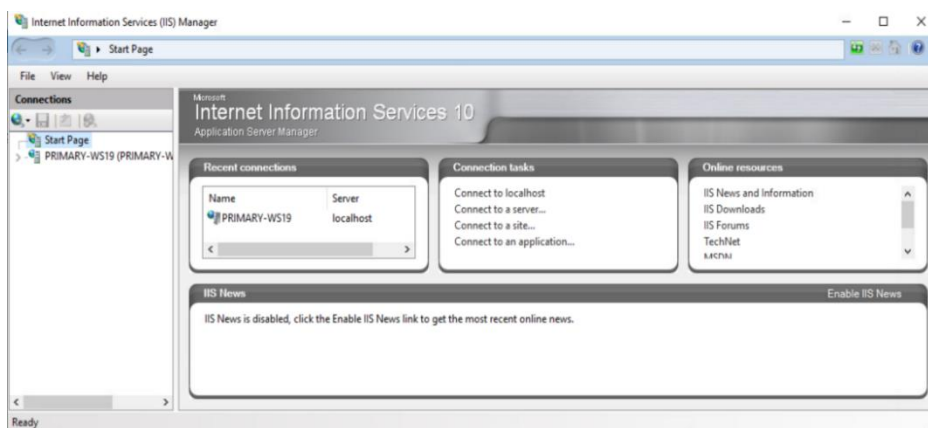 Internet Information Services (IIS) Manager
Start Page
File View Help
Connections
Start Page
PRIMARY-WS19 (PRIMARY-W
Microsoft
Internet Information Services 10
Application Server Manager
Recent connections
Name Server
PRIMARY-WS19 localhost
Connection tasks
Connect to localhost
Connect to a server...
Connect to a site...
Connect to an application...
Online resources
IIS News and Information
IIS Downloads
IIS Forums
TechNet
MSDN
IIS News
Enable IIS News
IIS News is disabled, click the Enable IIS News link to get the most recent online news.
Ready